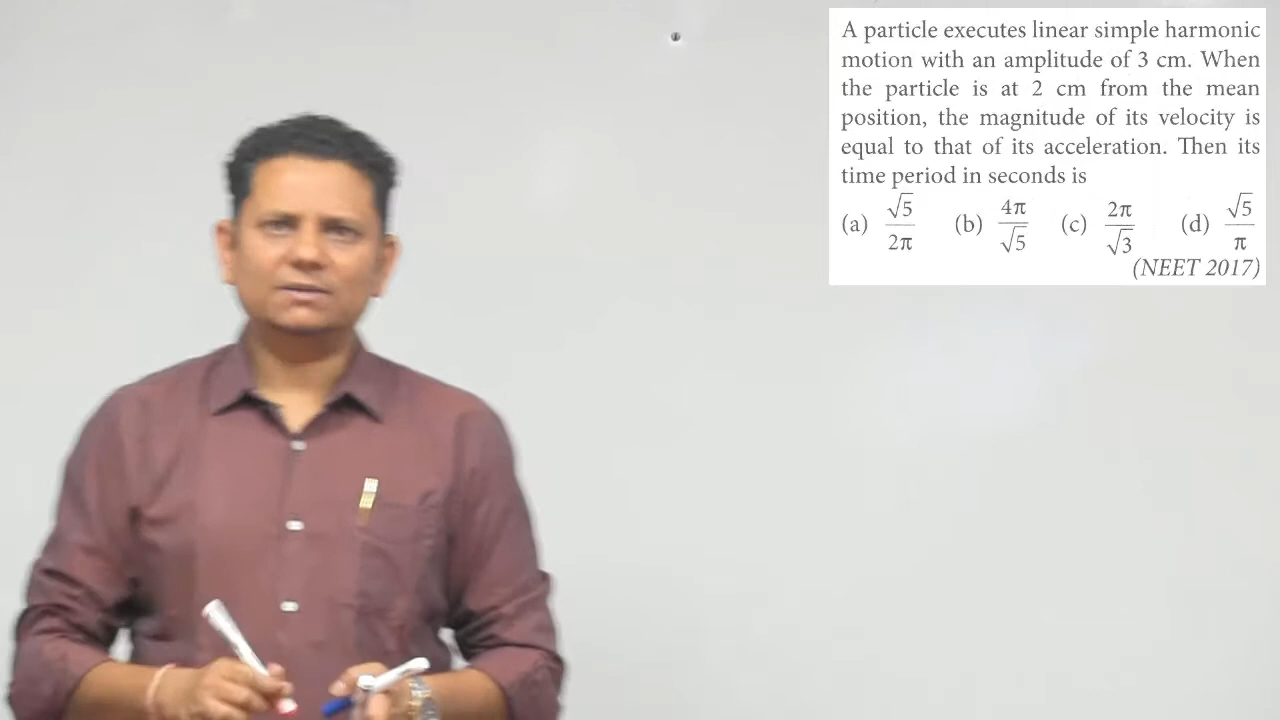 A particle executes linear simple harmonic
motion with an amplitude of 3 cm. When
the particle is at 2 cm from the mean
position, the magnitude of its velocity is
equal to that of its acceleration. Then its
time period in seconds is
(a) √5/2π (b) 4π/√5 (c) 2π/√3 (d) √5/π
(NEET 2017)